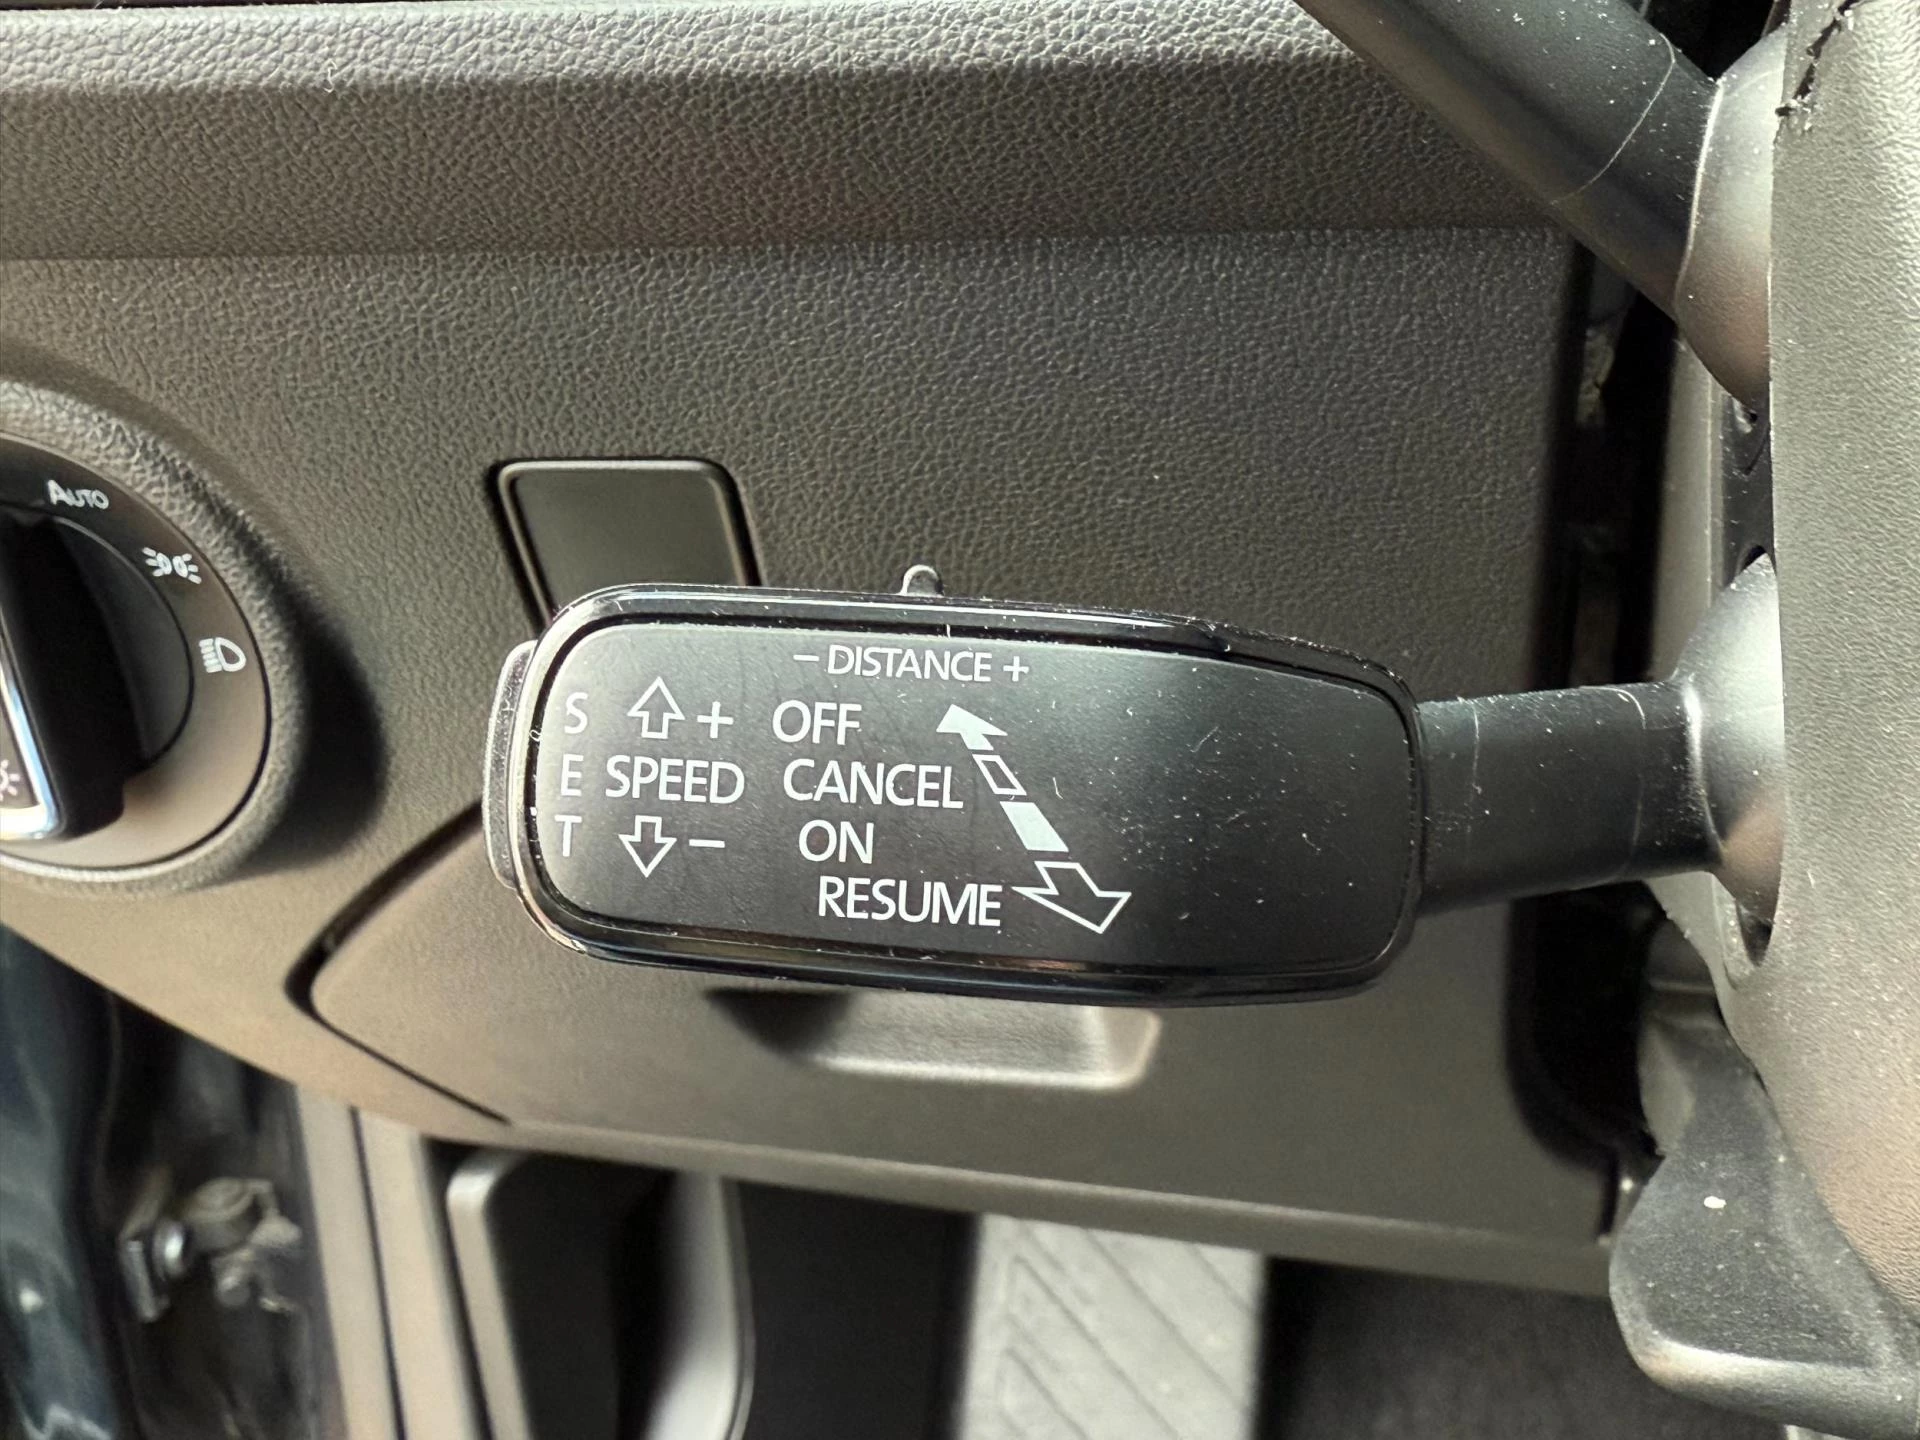 AUTO
– DISTANCE +
S + OFF
E SPEED CANCEL
T – ON
RESUME